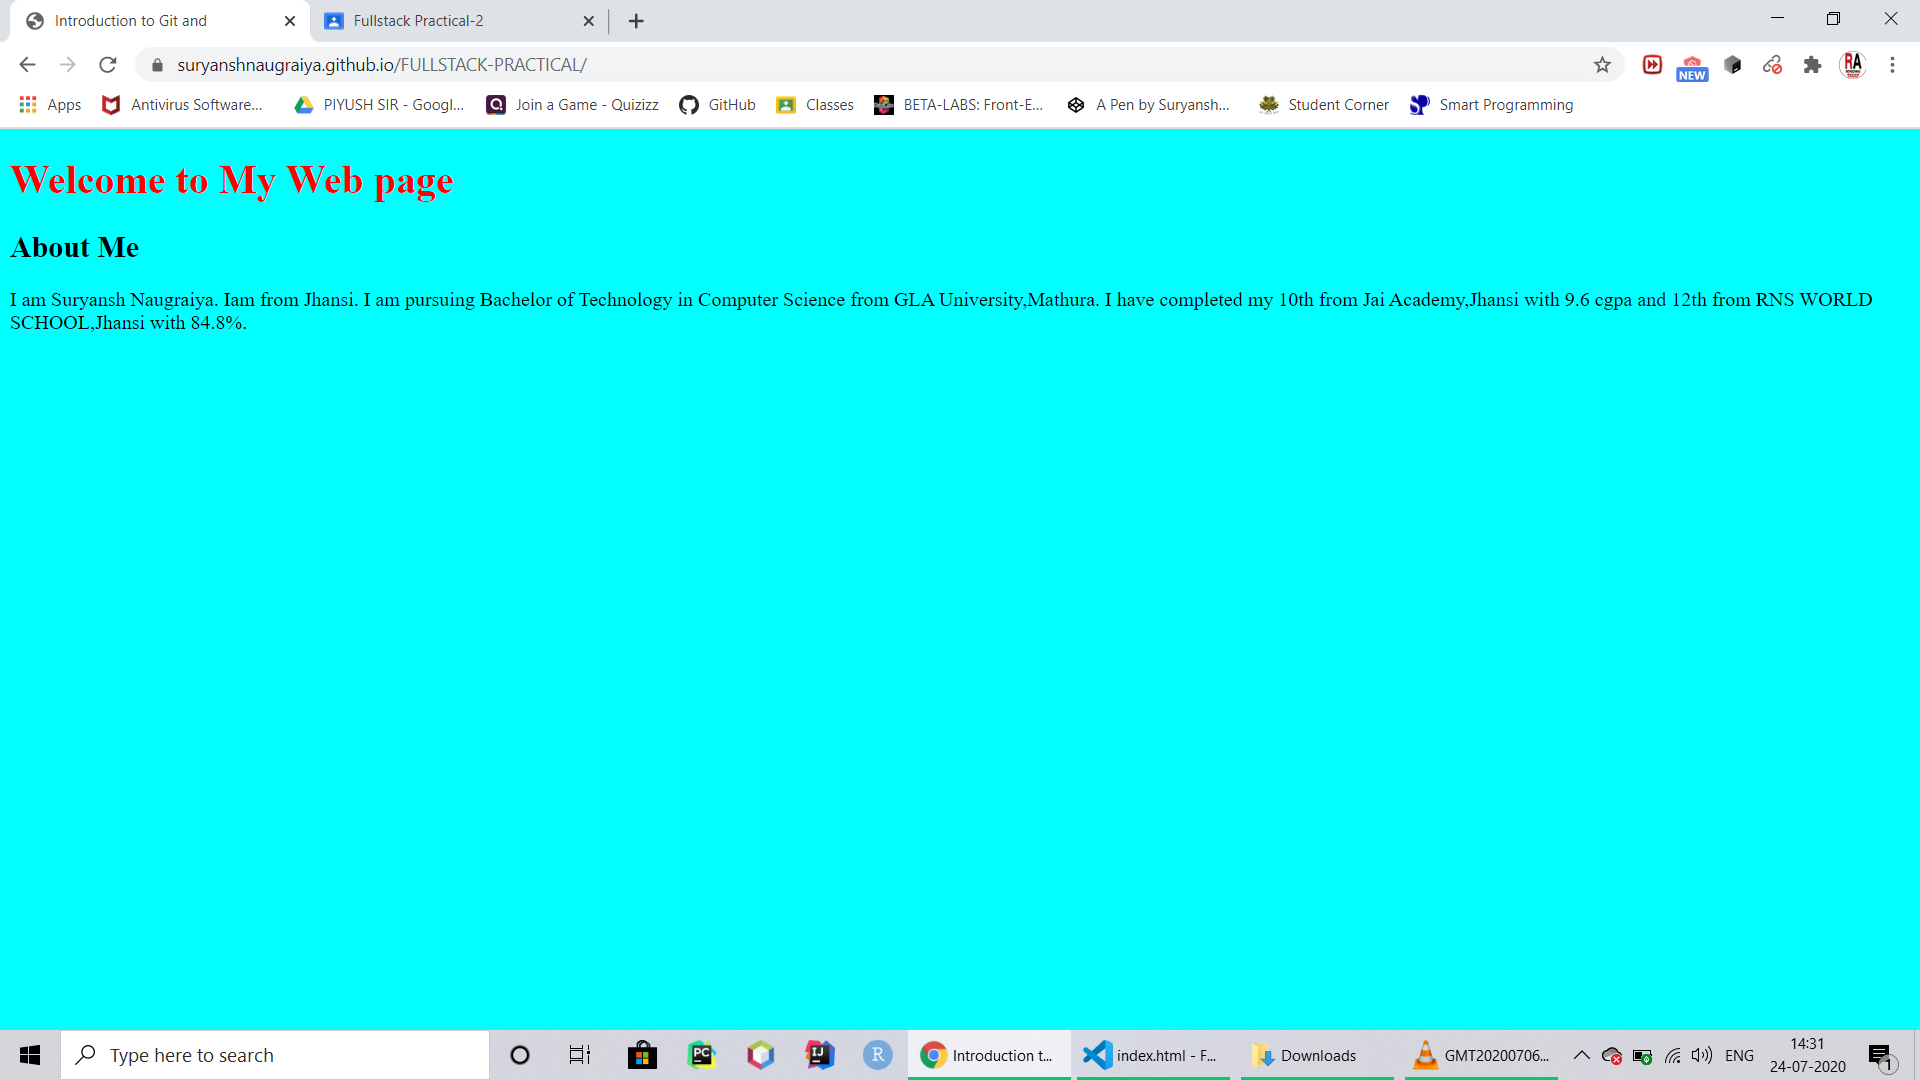 Introduction to Git and
Fullstack Practical-2
suryanshnaugraiya.github.io/FULLSTACK-PRACTICAL/
RA
NEW
Apps
Antivirus Software...
PIYUSH SIR - Googl...
Join a Game - Quizizz
GitHub
Classes
BETA-LABS: Front-E...
A Pen by Suryansh...
Student Corner
Smart Programming
Welcome to My Web page
About Me
I am Suryansh Naugraiya. Iam from Jhansi. I am pursuing Bachelor of Technology in Computer Science from GLA University,Mathura. I have completed my 10th from Jai Academy,Jhansi with 9.6 cgpa and 12th from RNS WORLD
SCHOOL,Jhansi with 84.8%.
Type here to search
PC
IJ
R
Introduction t...
index.html - F...
Downloads
GMT20200706...
ENG
14:31
24-07-2020
1